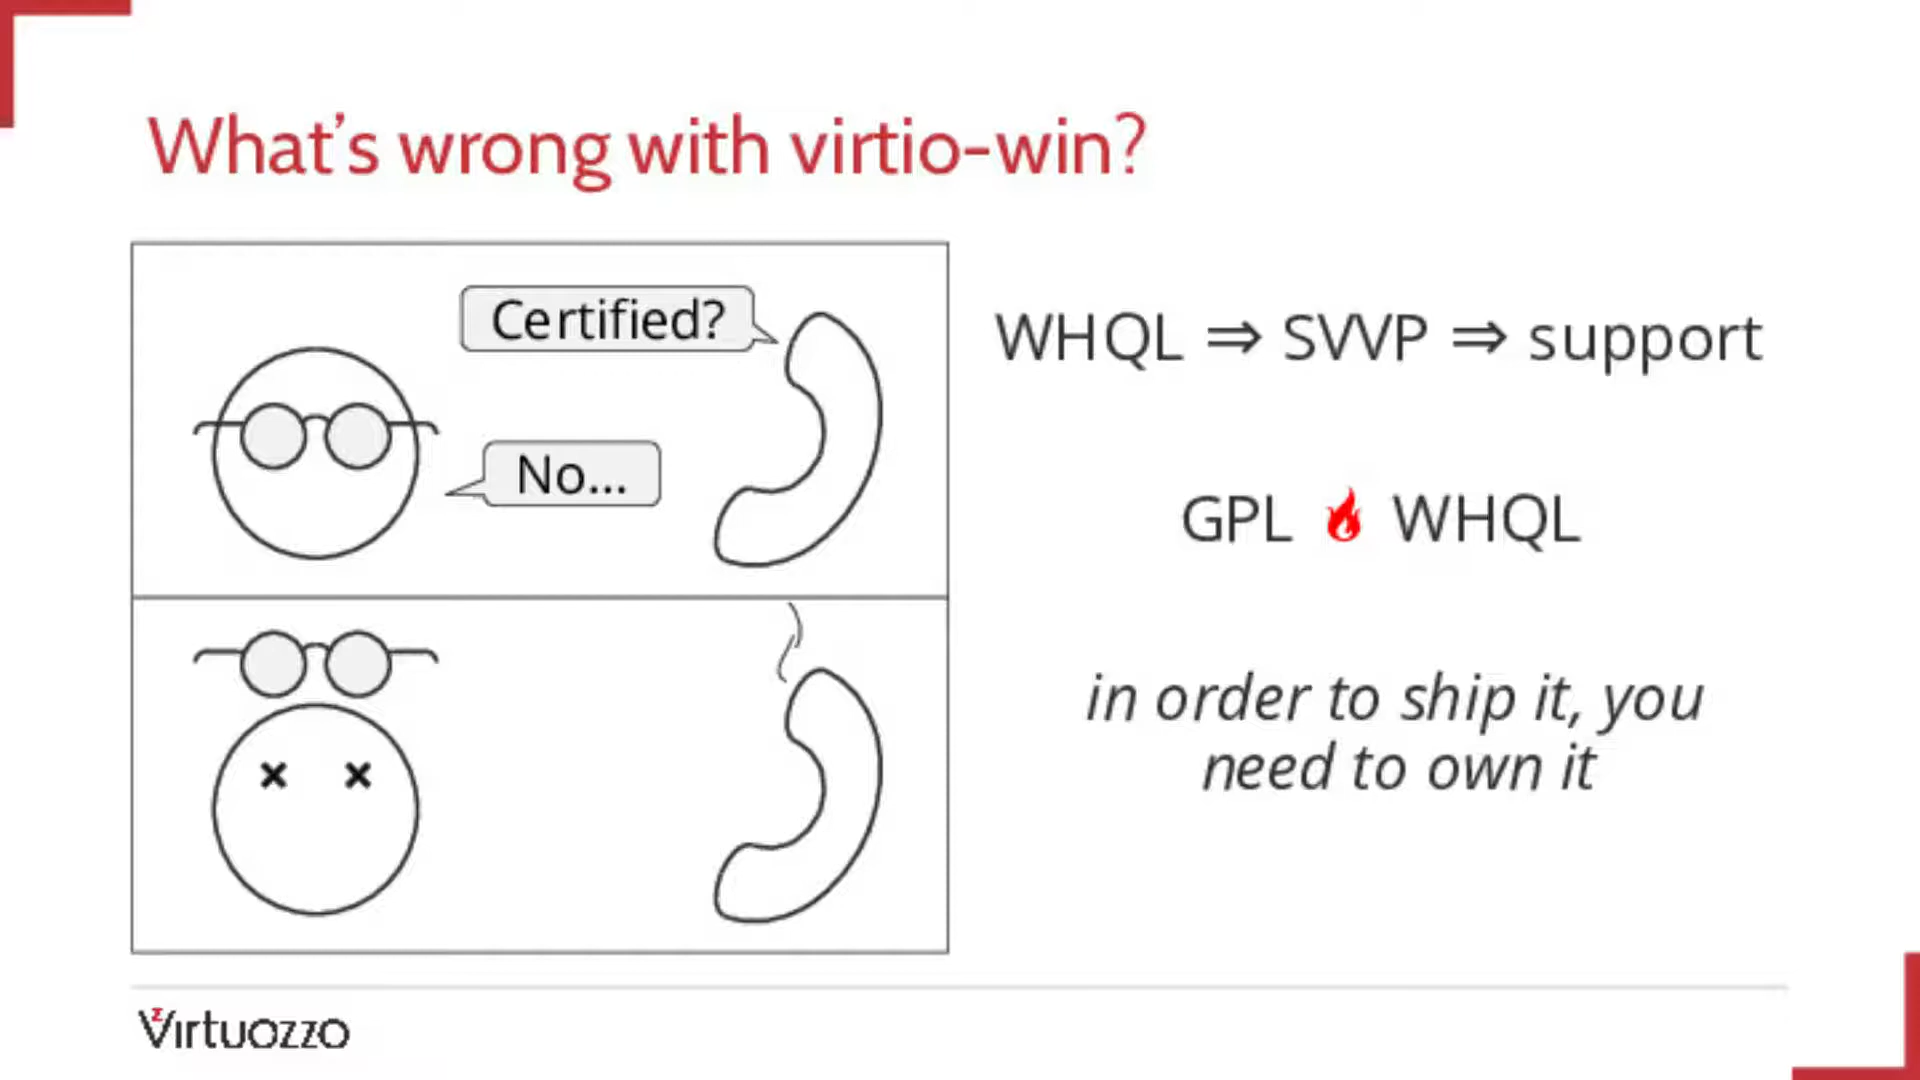 What's wrong with virtio-win?
Certified?
No...
WHQL ⇒ SVVP ⇒ support
GPL 🔥 WHQL
in order to ship it, you
need to own it
Virtuozzo